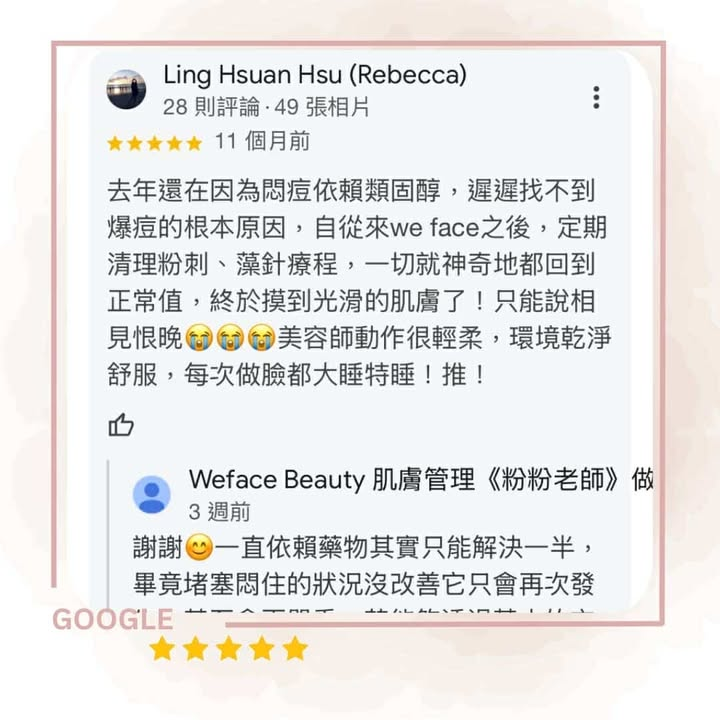 Ling Hsuan Hsu (Rebecca)
28 則評論·49 張相片
11 個月前
去年還在因為悶痘依賴類固醇，遲遲找不到
爆痘的根本原因，自從來we face之後，定期
清理粉刺、藻針療程，一切就神奇地都回到
正常值，終於摸到光滑的肌膚了！只能說相
見恨晚😭😭😭美容師動作很輕柔，環境乾淨
舒服，每次做臉都大睡特睡！推！
Weface Beauty 肌膚管理《粉粉老師》做
3 週前
謝謝😊一直依賴藥物其實只能解決一半，
畢竟堵塞悶住的狀況沒改善它只會再次發
GOOGLE